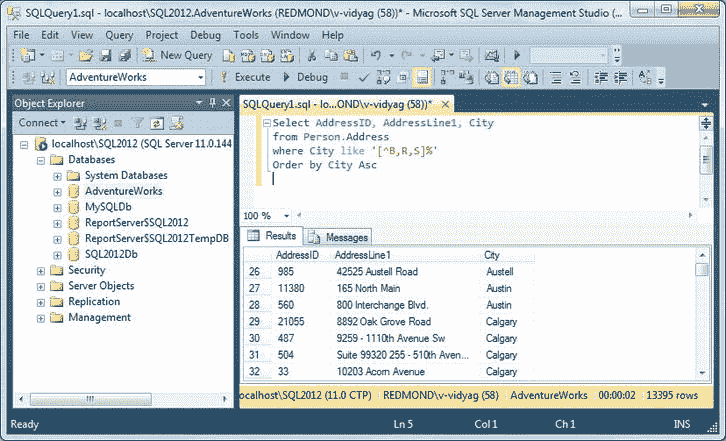 SQLQuery1.sql - localhost\SQL2012.AdventureWorks (REDMOND\v-vidyag (58))* - Microsoft SQL Server Management Studio (...
File Edit View Query Project Debug Tools Window Help
New Query
AdventureWorks Execute Debug
Object Explorer
Connect
localhost\SQL2012 (SQL Server 11.0.144
Databases
System Databases
AdventureWorks
MySQLDb
ReportServer$SQL2012
ReportServer$SQL2012TempDB
SQL2012Db
Security
Server Objects
Replication
Management
SQLQuery1.sql - lo...OND\v-vidyag (58))*
Select AddressID, AddressLine1, City
from Person.Address
where City like '[^B,R,S]%'
Order by City Asc
100 %
Results Messages
AddressID AddressLine1 City
26 985 42525 Austell Road Austell
27 11380 165 North Main Austin
28 560 800 Interchange Blvd. Austin
29 21055 8892 Oak Grove Road Calgary
30 487 9259 - 1110th Avenue Sw Calgary
31 504 Suite 99320 255 - 510th Aven... Calgary
32 33 10203 Acorn Avenue Calgary
ocalhost\SQL2012 (11.0 CTP) REDMOND\v-vidyag (58) AdventureWorks 00:00:02 13395 rows
Ready Ln 5 Col 1 Ch 1 INS